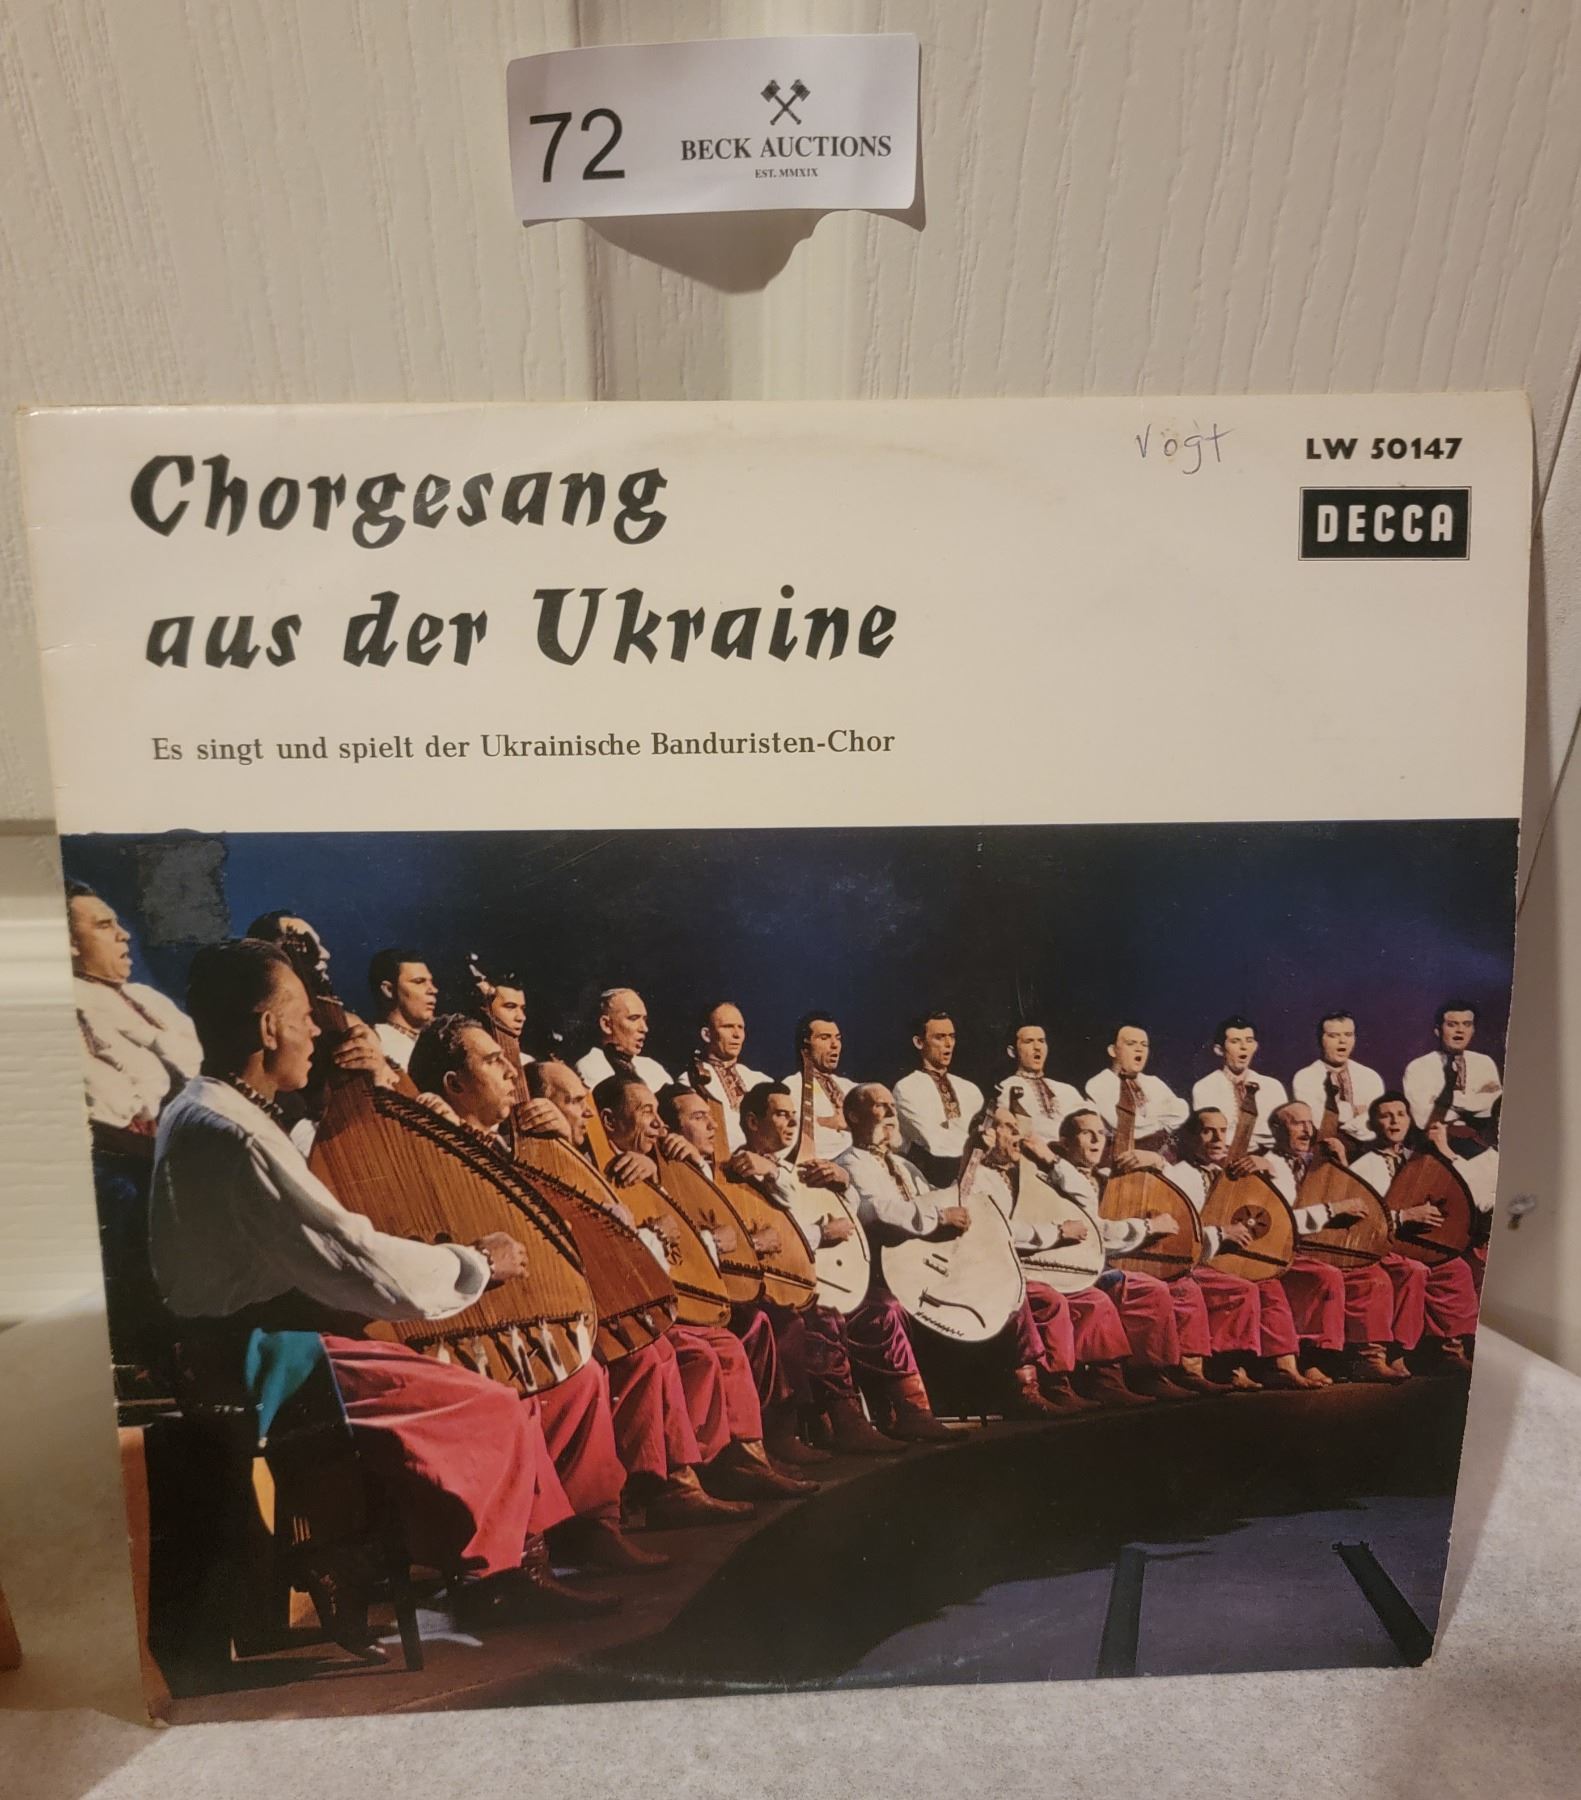 72
BECK AUCTIONS
EST. MMXIX
Vogt
LW 50147
DECCA
Chorgesang
aus der Ukraine
Es singt und spielt der Ukrainische Banduristen-Chor